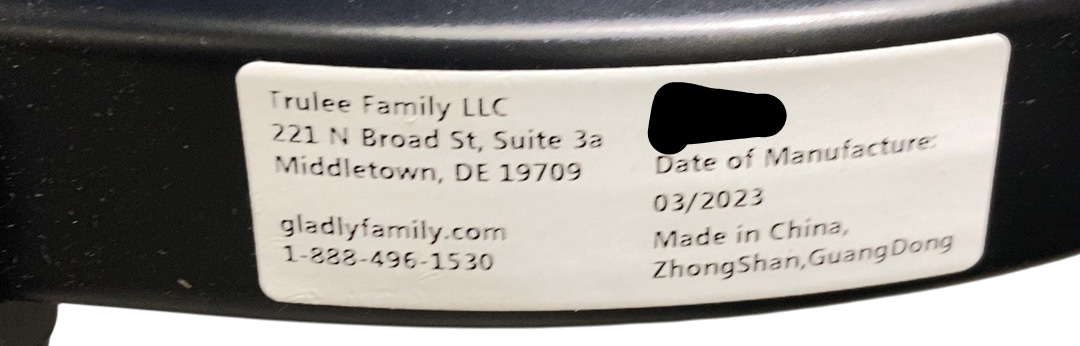 Trulee Family LLC
221 N Broad St, Suite 3a
Middletown, DE 19709
gladlyfamily.com
1-888-496-1530
Date of Manufacture:
03/2023
Made in China,
ZhongShan,GuangDong